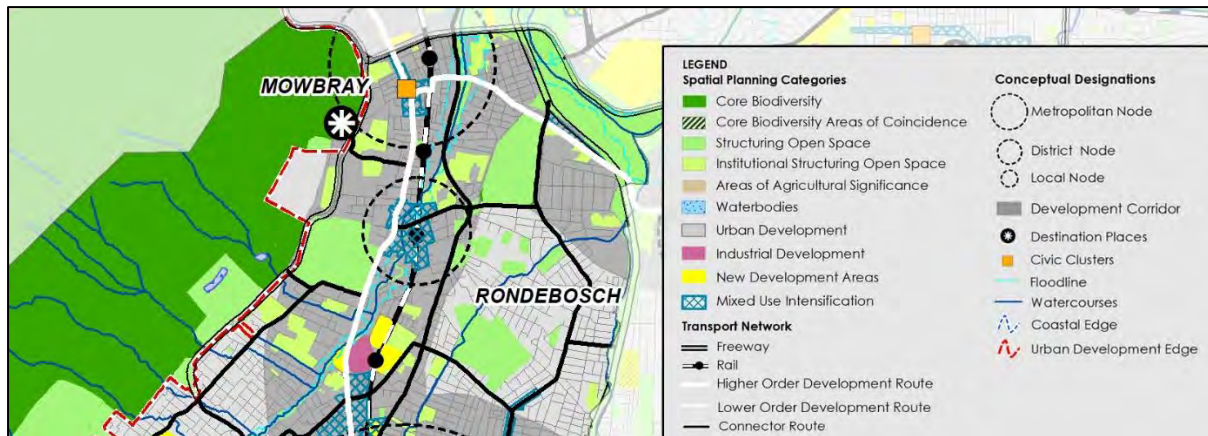 MOWBRAY
RONDEBOSCH
LEGEND
Spatial Planning Categories
Core Biodiversity
Core Biodiversity Areas of Coincidence
Structuring Open Space
Institutional Structuring Open Space
Areas of Agricultural Significance
Waterbodies
Urban Development
Industrial Development
New Development Areas
Mixed Use Intensification
Transport Network
Freeway
Rail
Higher Order Development Route
Lower Order Development Route
Connector Route
Conceptual Designations
Metropolitan Node
District Node
Local Node
Development Corridor
Destination Places
Civic Clusters
Floodline
Watercourses
Coastal Edge
Urban Development Edge